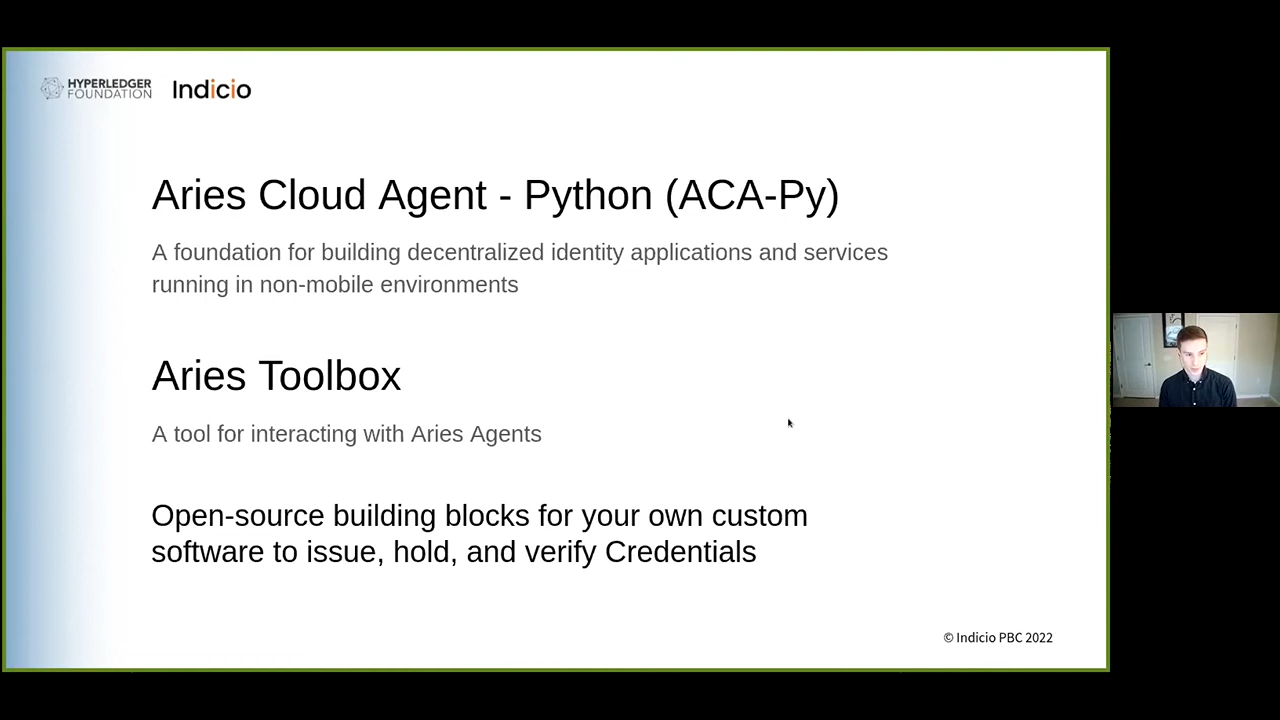 HYPERLEDGER
FOUNDATION
Indicio
Aries Cloud Agent - Python (ACA-Py)
A foundation for building decentralized identity applications and services
running in non-mobile environments
Aries Toolbox
A tool for interacting with Aries Agents
Open-source building blocks for your own custom
software to issue, hold, and verify Credentials
© Indicio PBC 2022